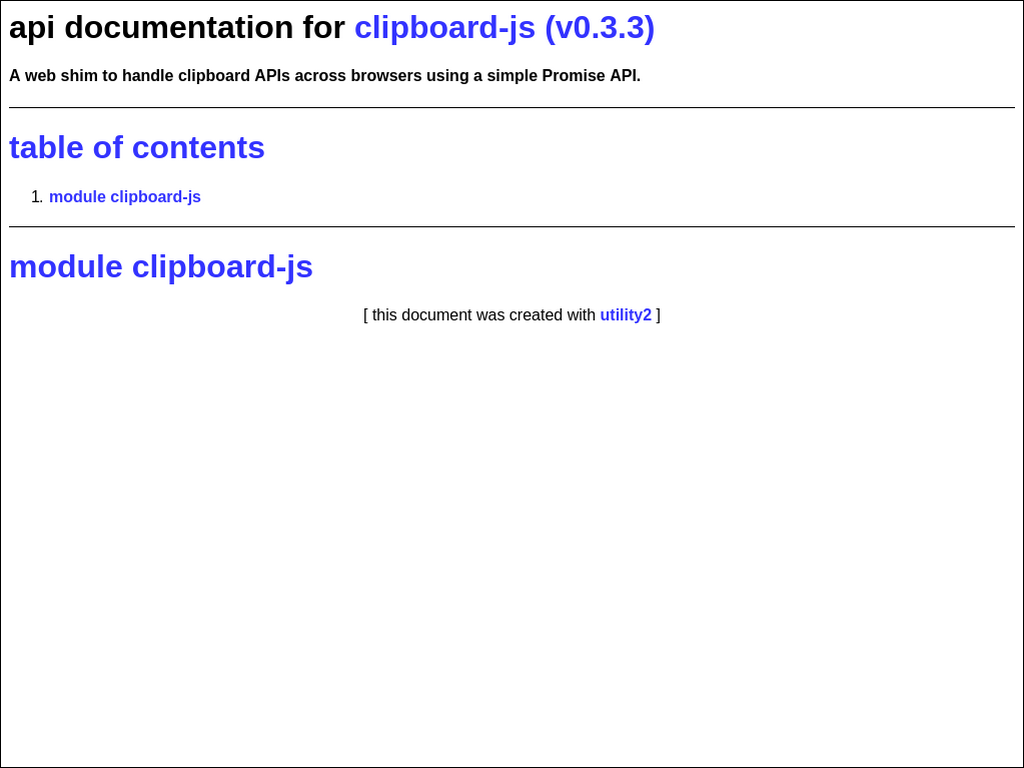 api documentation for clipboard-js (v0.3.3)
A web shim to handle clipboard APIs across browsers using a simple Promise API.
table of contents
1. module clipboard-js
module clipboard-js
[ this document was created with utility2 ]